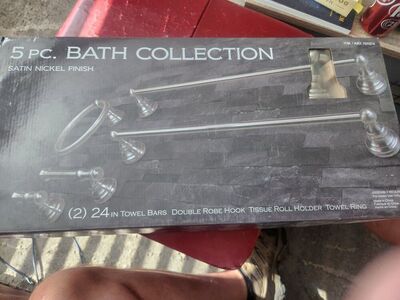 5 PC. BATH COLLECTION
SATIN NICKEL FINISH
(2) 24 IN TOWEL BARS DOUBLE ROBE HOOK TISSUE ROLL HOLDER TOWEL RING